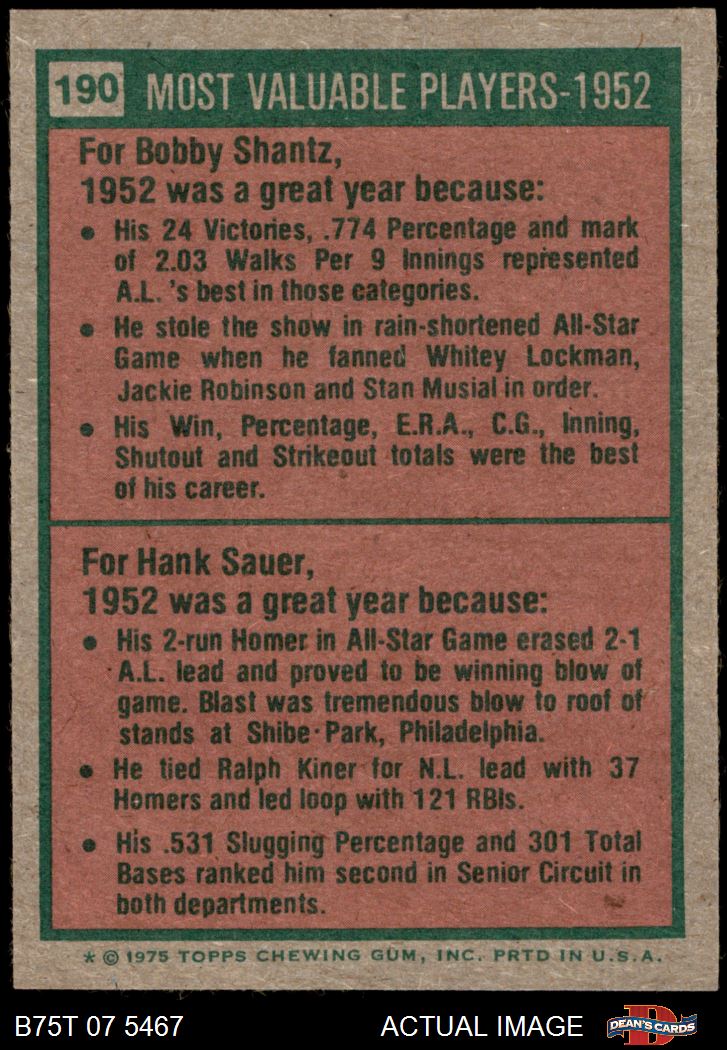 190 MOST VALUABLE PLAYERS-1952
For Bobby Shantz,
1952 was a great year because:
• His 24 Victories, .774 Percentage and mark
of 2.03 Walks Per 9 Innings represented
A.L. 's best in those categories.
• He stole the show in rain-shortened All-Star
Game when he fanned Whitey Lockman,
Jackie Robinson and Stan Musial in order.
• His Win, Percentage, E.R.A., C.G., Inning,
Shutout and Strikeout totals were the best
of his career.
For Hank Sauer,
1952 was a great year because:
• His 2-run Homer in All-Star Game erased 2-1
A.L. lead and proved to be winning blow of
game. Blast was tremendous blow to roof of
stands at Shibe Park, Philadelphia.
• He tied Ralph Kiner for N.L. lead with 37
Homers and led loop with 121 RBIs.
• His .531 Slugging Percentage and 301 Total
Bases ranked him second in Senior Circuit in
both departments.
* © 1975 TOPPS CHEWING GUM, INC. PRTD IN U.S.A.
B75T 07 5467 ACTUAL IMAGE DEAN'S CARDS